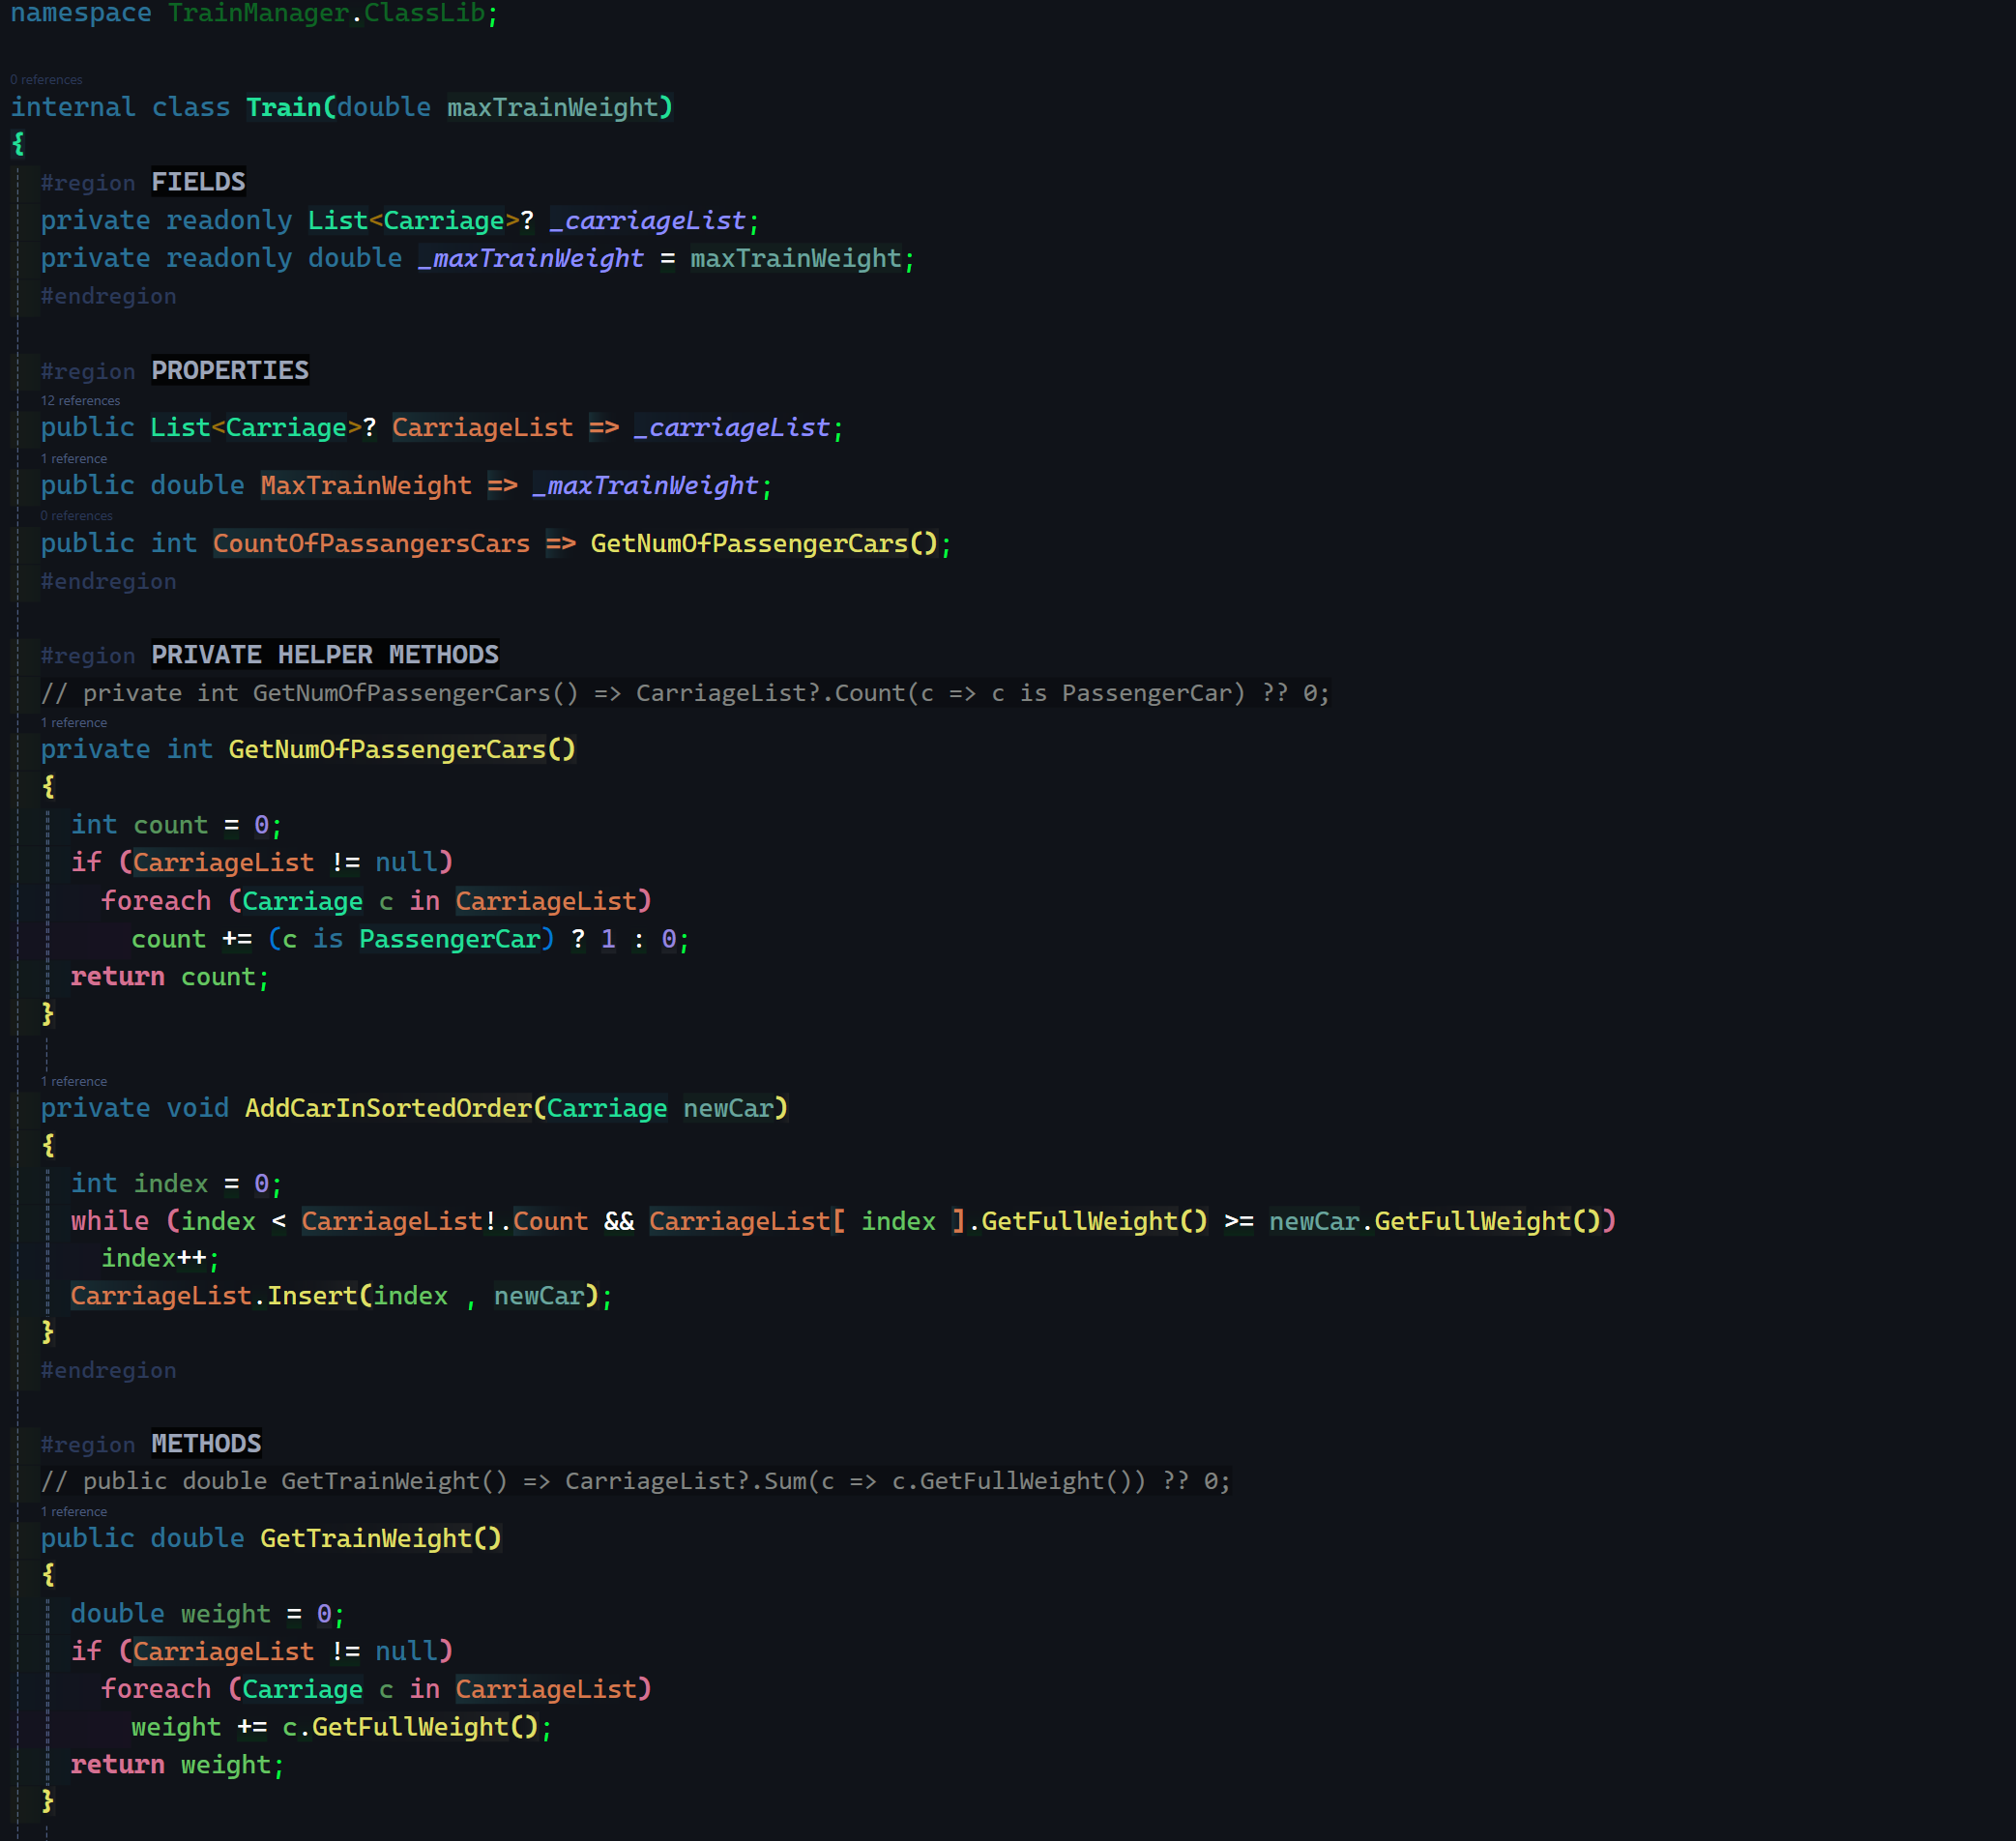 namespace TrainManager.ClassLib;
0 references
internal class Train(double maxTrainWeight)
{
#region FIELDS
private readonly List<Carriage>? _carriageList;
private readonly double _maxTrainWeight = maxTrainWeight;
#endregion
#region PROPERTIES
12 references
public List<Carriage>? CarriageList => _carriageList;
1 reference
public double MaxTrainWeight => _maxTrainWeight;
0 references
public int CountOfPassangersCars => GetNumOfPassengerCars();
#endregion
#region PRIVATE HELPER METHODS
// private int GetNumOfPassengerCars() => CarriageList?.Count(c => c is PassengerCar) ?? 0;
1 reference
private int GetNumOfPassengerCars()
{
int count = 0;
if (CarriageList != null)
foreach (Carriage c in CarriageList)
count += (c is PassengerCar) ? 1 : 0;
return count;
}
1 reference
private void AddCarInSortedOrder(Carriage newCar)
{
int index = 0;
while (index < CarriageList!.Count && CarriageList[ index ].GetFullWeight() >= newCar.GetFullWeight())
index++;
CarriageList.Insert(index , newCar);
}
#endregion
#region METHODS
// public double GetTrainWeight() => CarriageList?.Sum(c => c.GetFullWeight()) ?? 0;
1 reference
public double GetTrainWeight()
{
double weight = 0;
if (CarriageList != null)
foreach (Carriage c in CarriageList)
weight += c.GetFullWeight();
return weight;
}